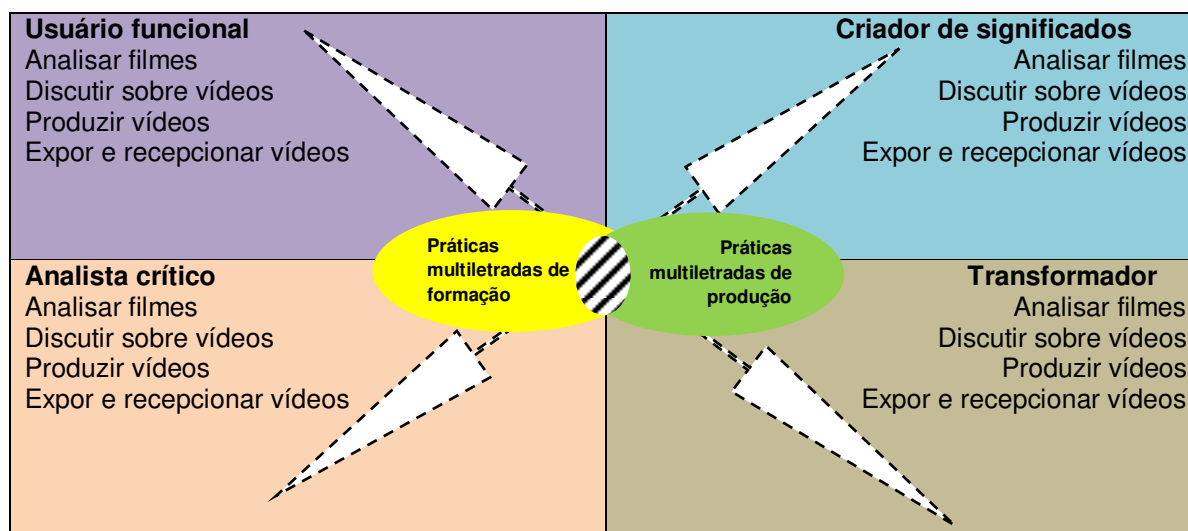 Usuário funcional
Analisar filmes
Discutir sobre vídeos
Produzir vídeos
Expor e recepcionar vídeos
Criador de significados
Analisar filmes
Discutir sobre vídeos
Produzir vídeos
Expor e recepcionar vídeos
Práticas
multiletradas de
formação
Práticas
multiletradas de
produção
Analista crítico
Analisar filmes
Discutir sobre vídeos
Produzir vídeos
Expor e recepcionar vídeos
Transformador
Analisar filmes
Discutir sobre vídeos
Produzir vídeos
Expor e recepcionar vídeos